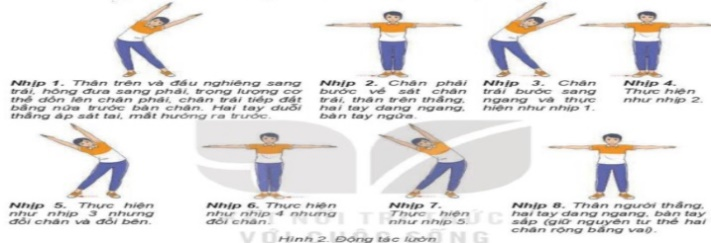 Nhịp 1. Thân trên và đầu nghiêng sang
trái, hông đưa sang phải, trọng lượng cơ
thể dồn lên chân phải, chân trái tiếp đất
bằng nửa trước bàn chân. Hai tay duỗi
thẳng áp sát tai, mắt hướng ra trước.
Nhịp 2. Chân phải
bước về sát chân
trái, thân trên thẳng,
hai tay dang ngang,
bàn tay ngửa.
Nhịp 3. Chân
trái bước sang
ngang và thực
hiện như nhịp 1.
Nhịp 4.
Thực hiện
như nhịp 2.
Nhịp 5. Thực hiện
như nhịp 3 nhưng
đổi chân và đổi bên.
Nhịp 6. Thực hiện
như nhịp 4 nhưng
đổi chân.
Nhịp 7.
Thực hiện
như nhịp 5.
Nhịp 8. Thân người thẳng,
hai tay dang ngang, bàn tay
sấp (giữ nguyên tư thế hai
chân rộng bằng vai).
NỐI TRI THỨC
VỚI CUỘC SỐNG
Hình 2. Động tác lườn